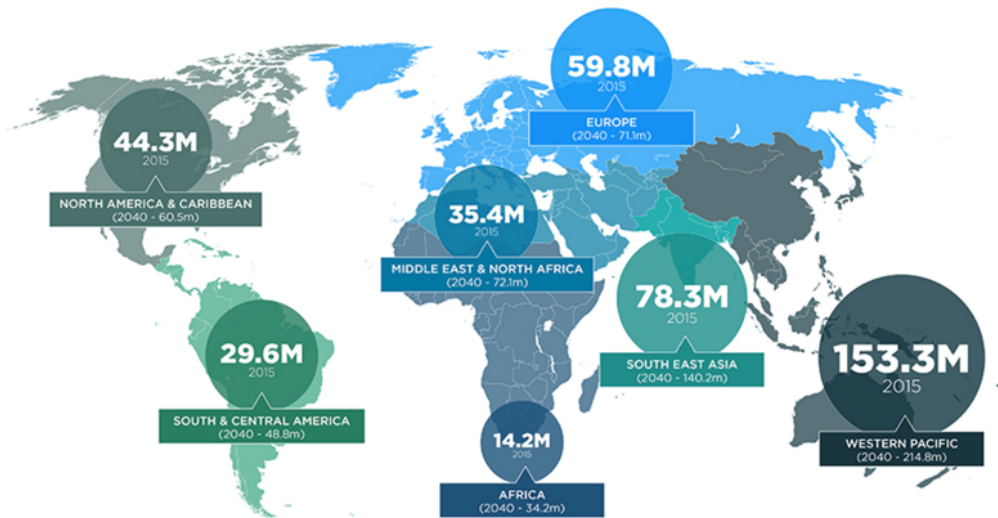 59.8M
2015
EUROPE
(2040 - 71.1m)
44.3M
2015
NORTH AMERICA & CARIBBEAN
(2040 - 60.5m)
35.4M
2015
MIDDLE EAST & NORTH AFRICA
(2040 - 72.1m)
78.3M
2015
SOUTH EAST ASIA
(2040 - 140.2m)
153.3M
2015
WESTERN PACIFIC
(2040 - 214.8m)
29.6M
2015
SOUTH & CENTRAL AMERICA
(2040 - 48.8m)
14.2M
2015
AFRICA
(2040 - 34.2m)